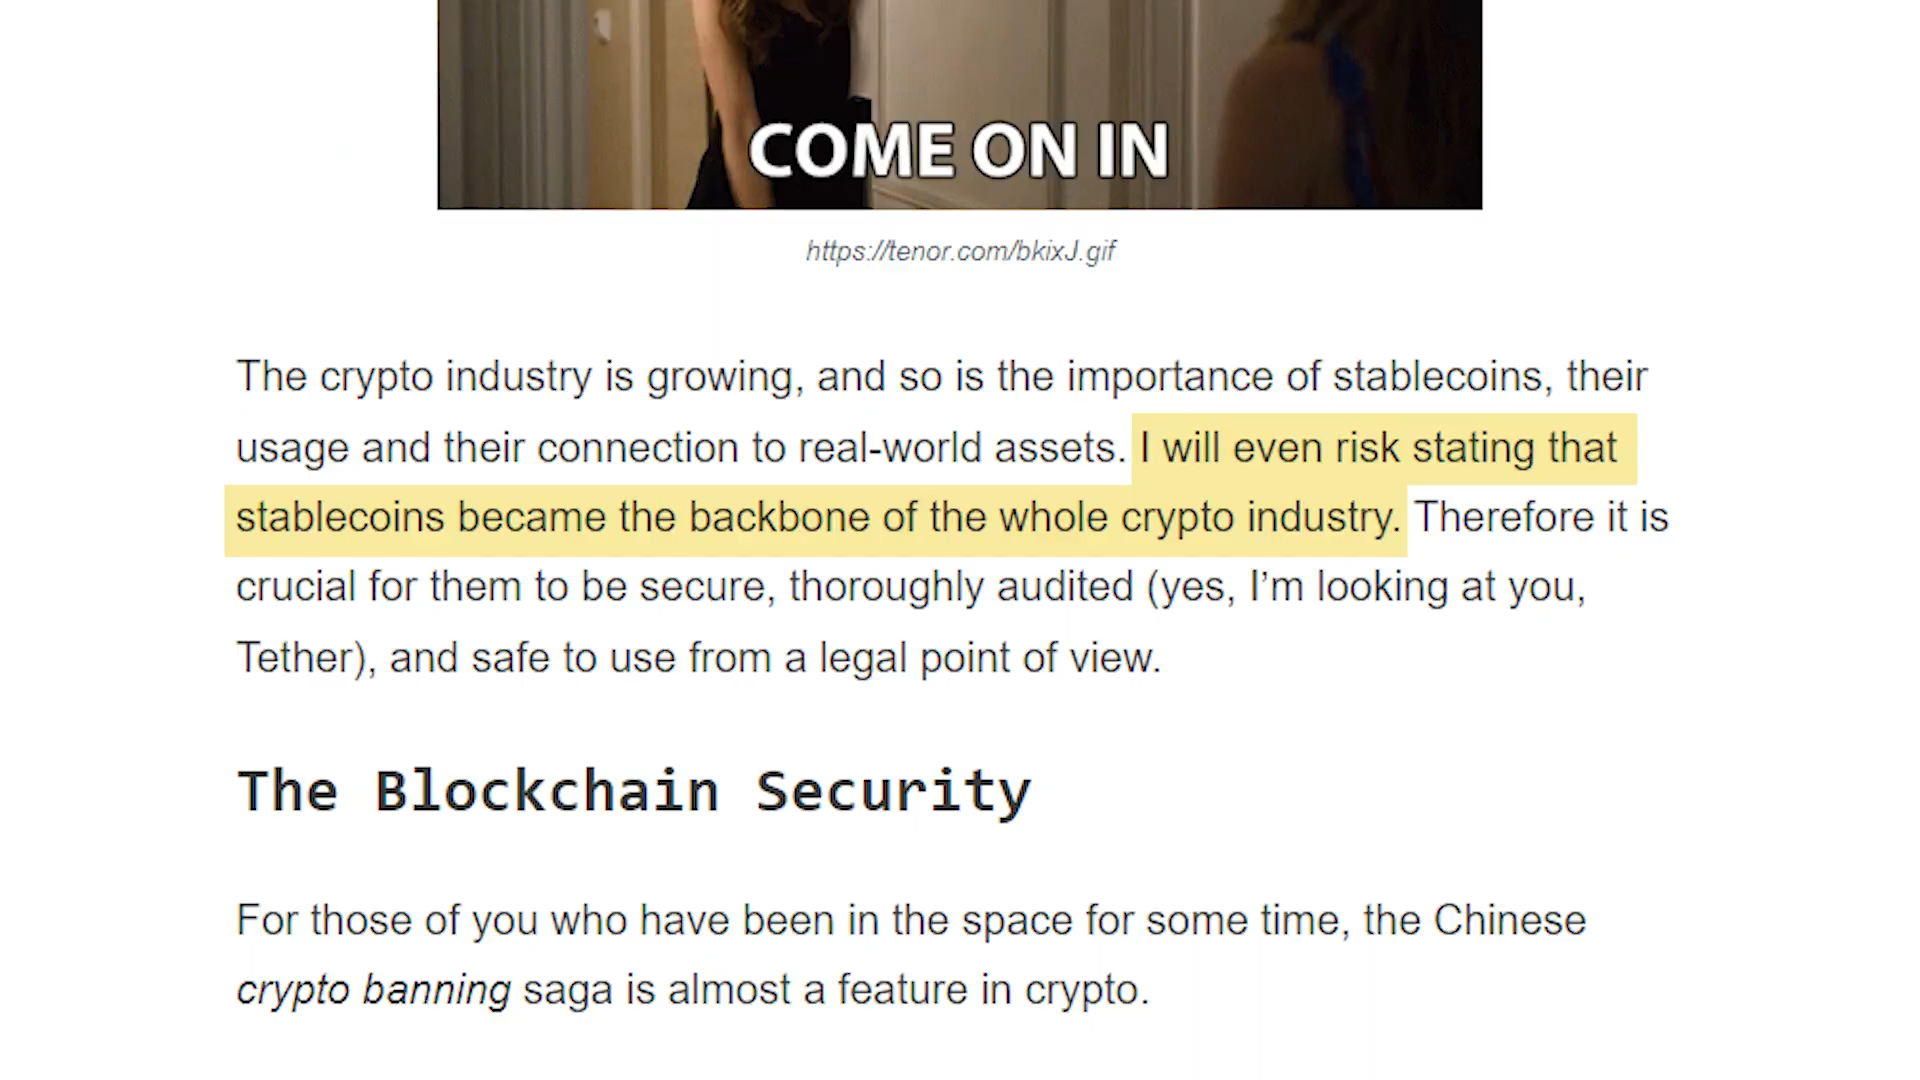 COME ON IN
https://tenor.com/bkixJ.gif
The crypto industry is growing, and so is the importance of stablecoins, their
usage and their connection to real-world assets. I will even risk stating that
stablecoins became the backbone of the whole crypto industry. Therefore it is
crucial for them to be secure, thoroughly audited (yes, I’m looking at you,
Tether), and safe to use from a legal point of view.
The Blockchain Security
For those of you who have been in the space for some time, the Chinese
crypto banning saga is almost a feature in crypto.